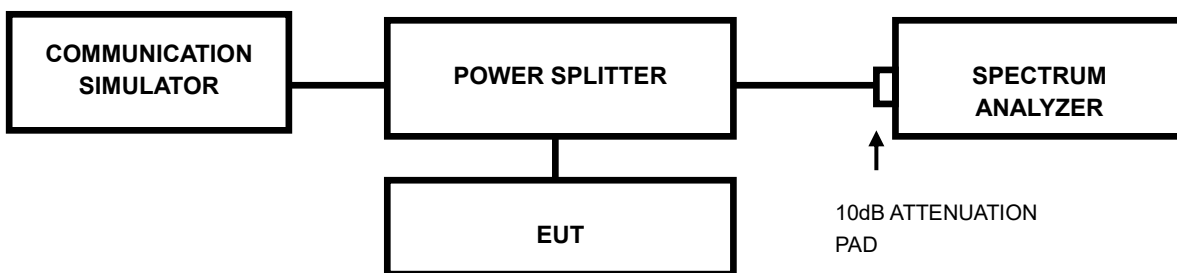 COMMUNICATION
SIMULATOR
POWER SPLITTER
SPECTRUM
ANALYZER
EUT
10dB ATTENUATION
PAD